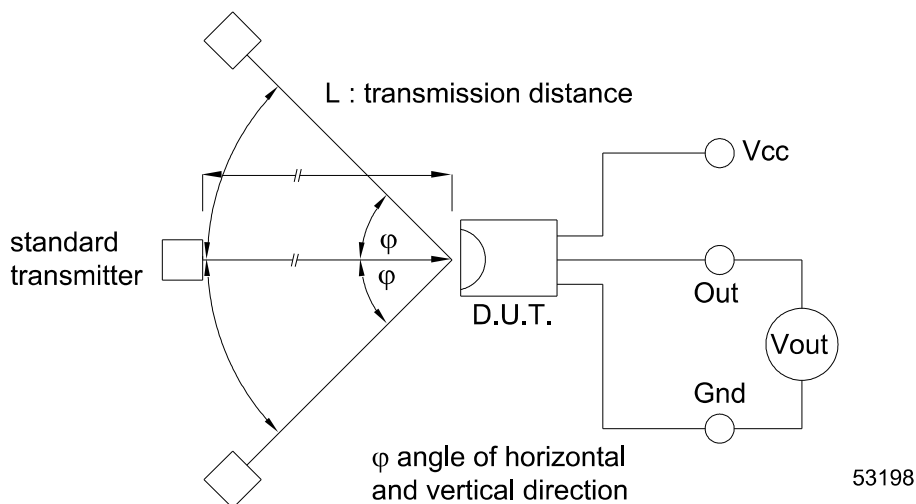 L : transmission distance
Vcc
φ
standard
transmitter
φ
Out
D.U.T.
Vout
Gnd
φ angle of horizontal
and vertical direction
53198